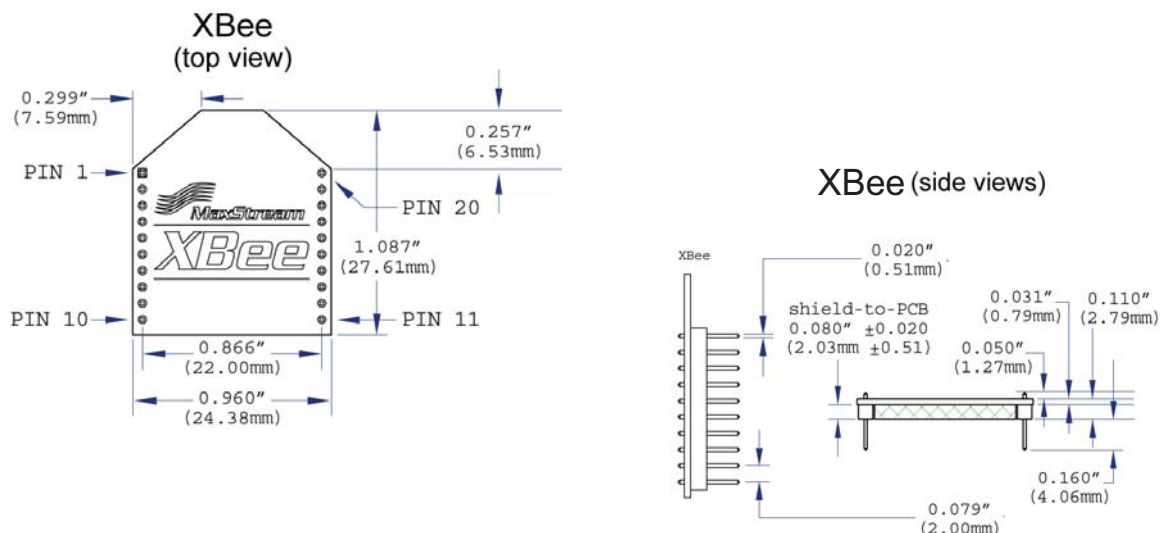 XBee
(top view)
0.299"
(7.59mm)
0.257"
(6.53mm)
PIN 1
PIN 20
MaxStream
XBee
1.087"
(27.61mm)
PIN 10
PIN 11
0.866"
(22.00mm)
0.960"
(24.38mm)
XBee (side views)
XBee
0.020"
(0.51mm)
shield-to-PCB
0.080" ±0.020
(2.03mm ±0.51)
0.031"
(0.79mm)
0.110"
(2.79mm)
0.050"
(1.27mm)
0.160"
(4.06mm)
0.079"
(2.00mm)